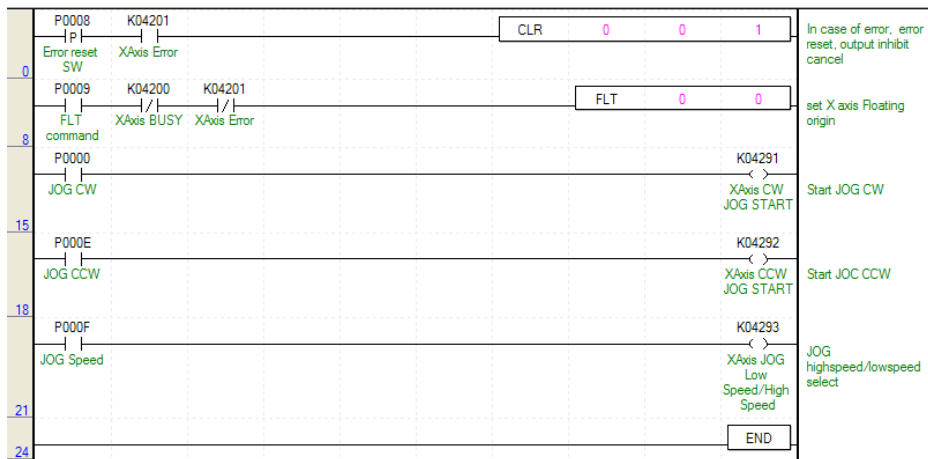 P0008 K04201
P CLR 0 0 1
Error reset SW
XAxis Error
In case of error, error
reset, output inhibit
cancel
0
P0009 K04200 K04201
FLT 0 0
FLT command
XAxis BUSY XAxis Error
set X axis Floating
origin
8
P0000 K04291
JOG CW
XAxis CW
JOG START
Start JOG CW
15
P000E K04292
JOG CCW
XAxis CCW
JOG START
Start JOC CCW
18
P000F K04293
JOG Speed
XAxis JOG
Low
Speed/High
Speed
JOG
highspeed/lowspeed
select
21
END
24